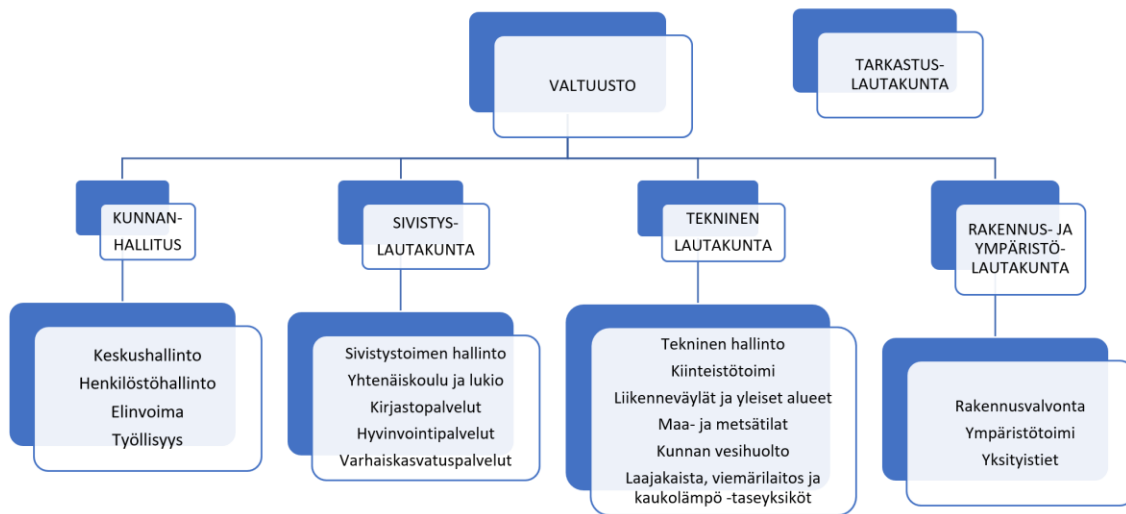 VALTUUSTO
TARKASTUS-
LAUTAKUNTA
KUNNAN-
HALLITUS
SIVISTYS-
LAUTAKUNTA
TEKNINEN
LAUTAKUNTA
RAKENNUS- JA
YMPÄRISTÖ-
LAUTAKUNTA
Keskushallinto
Henkilöstöhallinto
Elinvoima
Työllisyys
Sivistystoimen hallinto
Yhtenäiskoulu ja lukio
Kirjastopalvelut
Hyvinvointipalvelut
Varhaiskasvatuspalvelut
Tekninen hallinto
Kiinteistötoimi
Liikenneväylät ja yleiset alueet
Maa- ja metsätilat
Kunnan vesihuolto
Laajakaista, viemärilaitos ja
kaukolämpö -taseyksiköt
Rakennusvalvonta
Ympäristötoimi
Yksityistiet